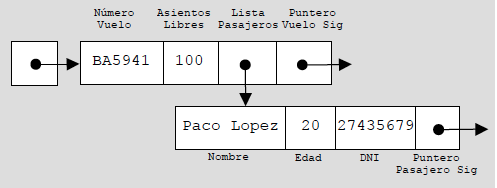 Número Asientos Lista Puntero
Vuelo Libres Pasajeros Vuelo Sig
BA5941 100
Paco Lopez 20 27435679
Nombre Edad DNI Puntero
Pasajero Sig